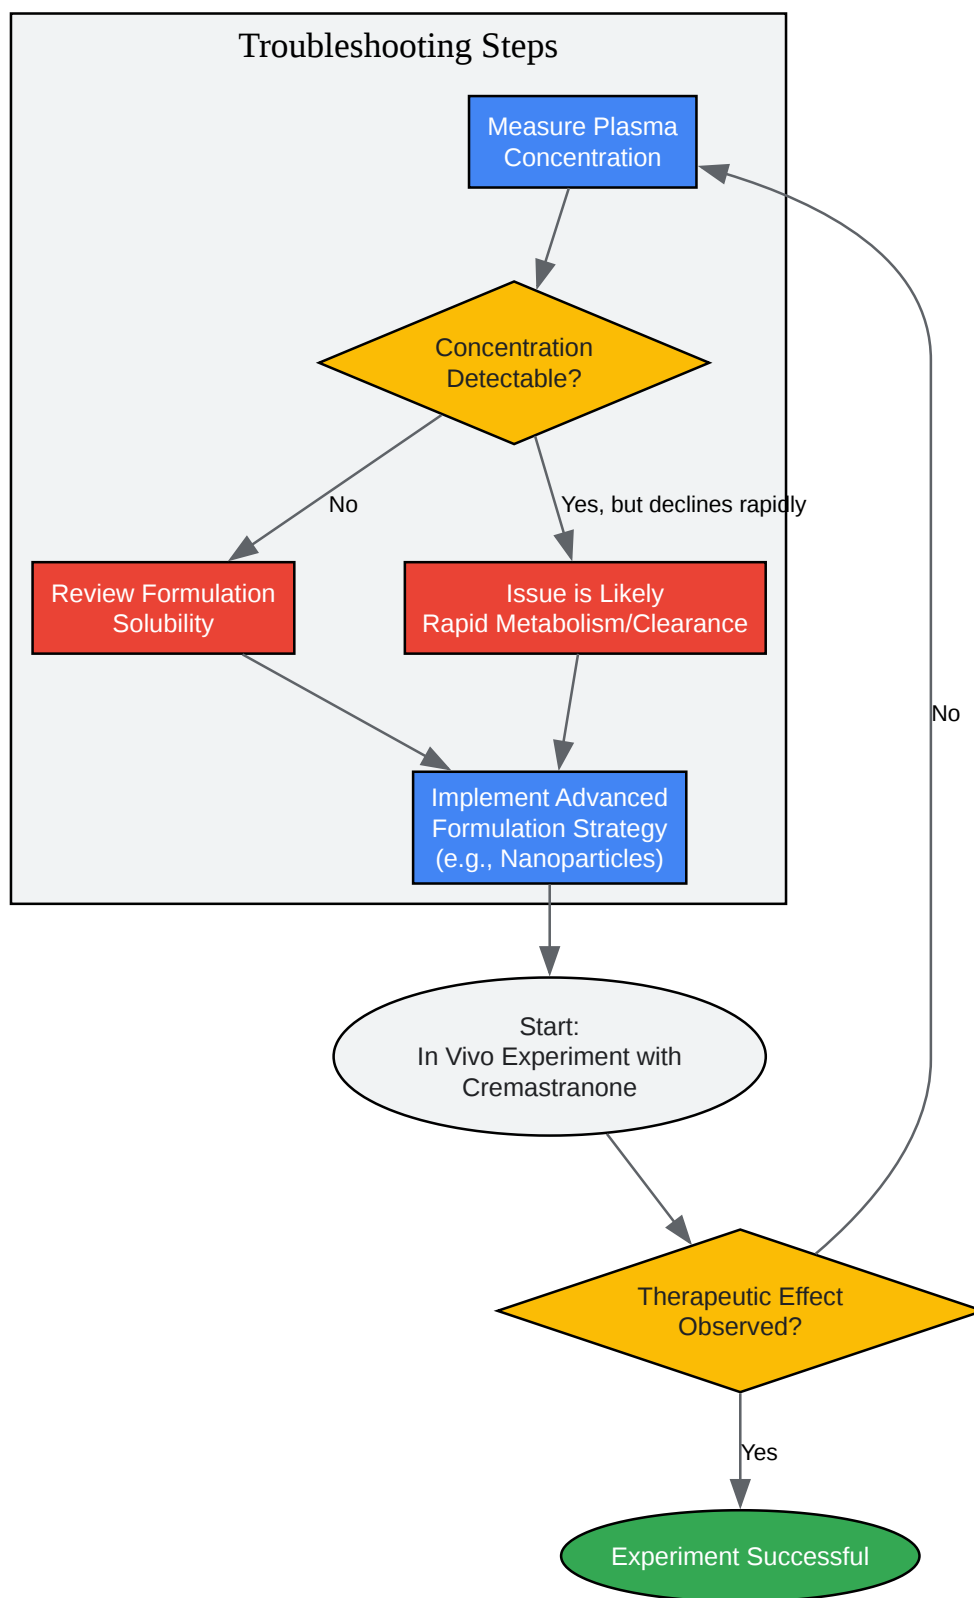 Troubleshooting Steps
Measure Plasma
Concentration
Concentration
Detectable?
No
Yes, but declines rapidly
Review Formulation
Solubility
Issue is Likely
Rapid Metabolism/Clearance
No
Implement Advanced
Formulation Strategy
(e.g., Nanoparticles)
Start:
In Vivo Experiment with
Cremastranone
Therapeutic Effect
Observed?
Yes
Experiment Successful